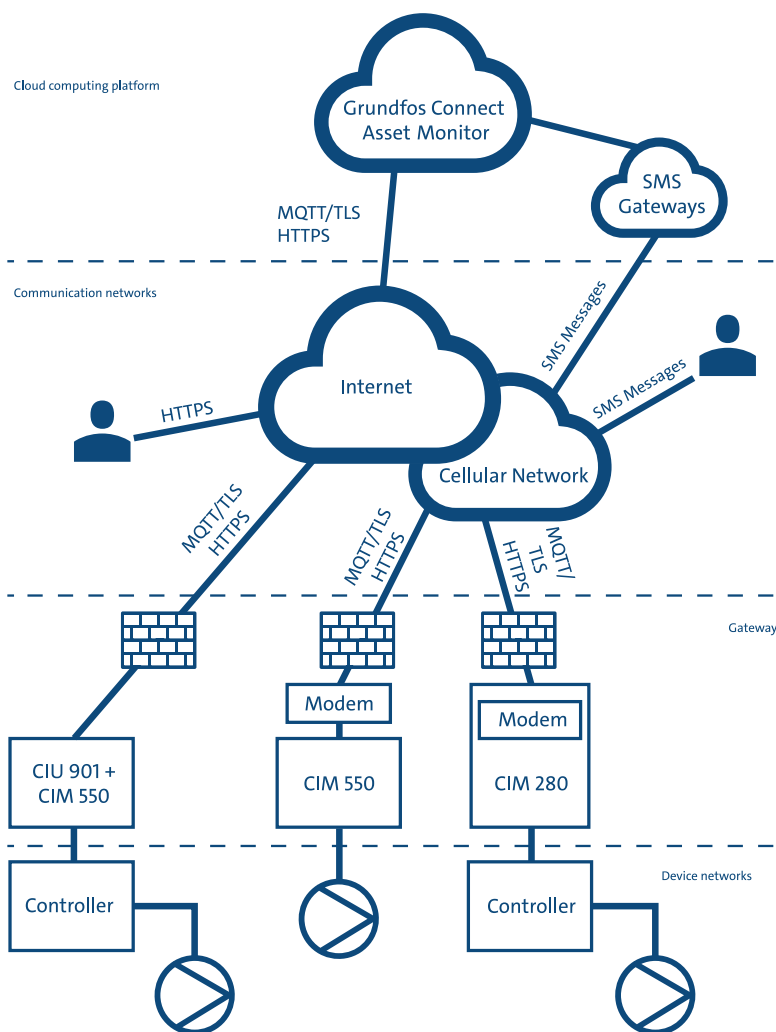 Cloud computing platform
Grundfos Connect
Asset Monitor
SMS
Gateways
MQTT/TLS
HTTPS
Communication networks
SMS Messages
SMS Messages
Internet
HTTPS
Cellular Network
MQTT/TLS
HTTPS
MQTT/TLS
HTTPS
MQTT/
TLS
HTTPS
Gateway
Modem
Modem
CIU 901 +
CIM 550
CIM 550
CIM 280
Device networks
Controller
Controller